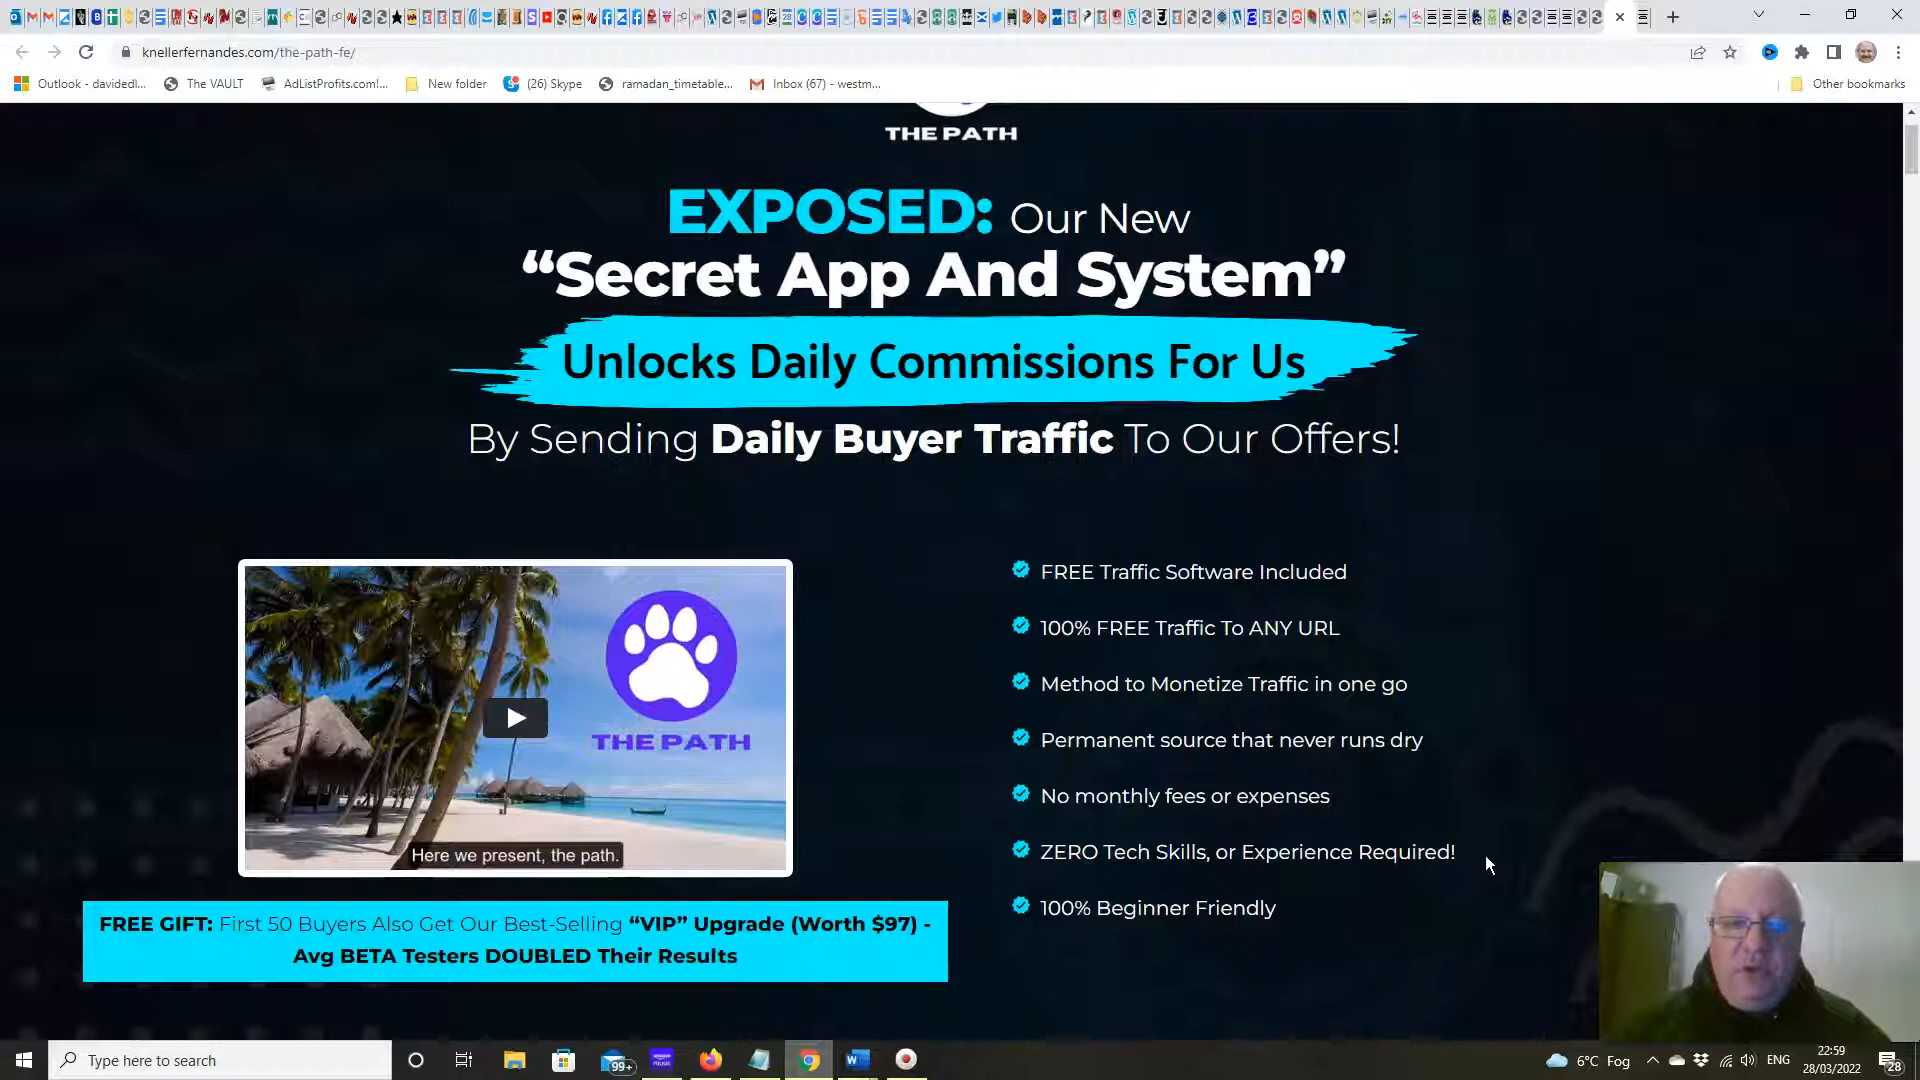 knellerfernandes.com/the-path-fe/
Outlook - davidedl...
The VAULT
AdListProfits.com!...
New folder
(26) Skype
ramadan_timetable...
Inbox (67) - westm...
Other bookmarks
THE PATH
EXPOSED: Our New
“Secret App And System”
Unlocks Daily Commissions For Us
By Sending Daily Buyer Traffic To Our Offers!
THE PATH
Here we present, the path.
FREE Traffic Software Included
100% FREE Traffic To ANY URL
Method to Monetize Traffic in one go
Permanent source that never runs dry
No monthly fees or expenses
ZERO Tech Skills, or Experience Required!
100% Beginner Friendly
FREE GIFT: First 50 Buyers Also Get Our Best-Selling “VIP” Upgrade (Worth $97) -
Avg BETA Testers DOUBLED Their Results
Type here to search
99+
6°C Fog
ENG
22:59
28/03/2022
28